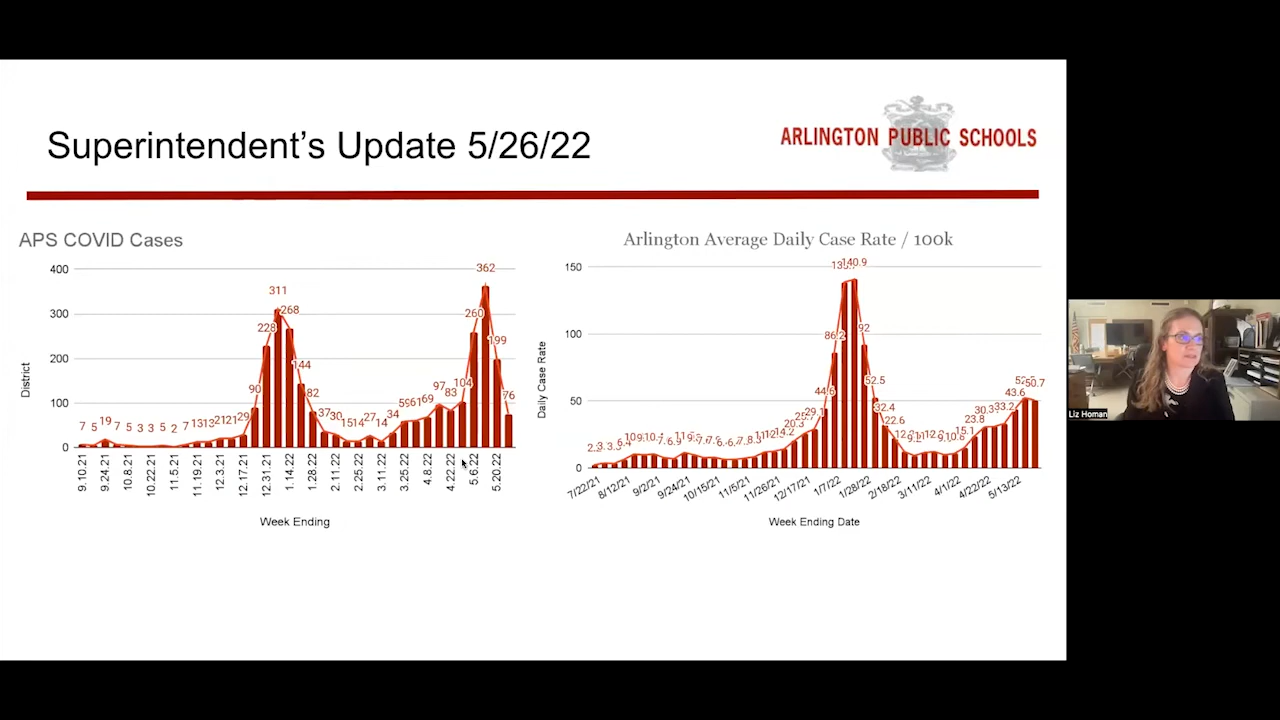 Superintendent's Update 5/26/22
ARLINGTON PUBLIC SCHOOLS
APS COVID Cases
400
300
200
100
0
District
7 5 19 7 5 3 3 5 2 7 11 13 13 21 21 29 90 228 311 268 144 82 37 30 15 14 27 14 34 59 61 69 97 83 104 260 362 199 76
9.10.21 9.24.21 10.8.21 10.22.21 11.5.21 11.19.21 12.3.21 12.17.21 12.31.21 1.14.22 1.28.22 2.11.22 2.25.22 3.11.22 3.25.22 4.8.22 4.22.22 5.6.22 5.20.22
Week Ending
Arlington Average Daily Case Rate / 100k
150
100
50
0
Daily Case Rate
44.6 86.2 140.9 92 52.5 32.4 22.6 15.1 23.8 30.3 33.2 43.6 50.7
7/22/21 8/12/21 9/2/21 9/24/21 10/15/21 11/5/21 11/26/21 12/17/21 1/7/22 1/28/22 2/18/22 3/11/22 4/1/22 4/22/22 5/13/22
Week Ending Date
Liz Homan